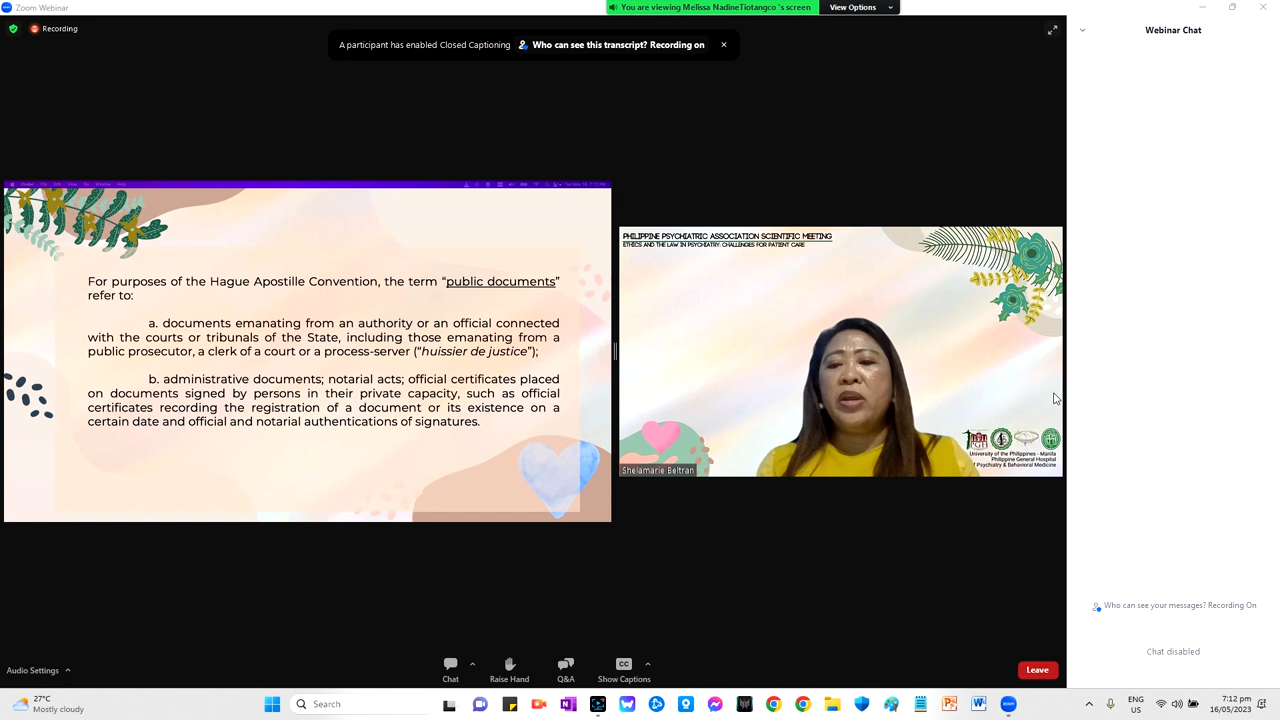 Zoom Webinar
You are viewing Melissa NadineTiotangco 's screen
View Options
Recording
A participant has enabled Closed Captioning
Who can see this transcript? Recording on
Webinar Chat
For purposes of the Hague Apostille Convention, the term “public documents”
refer to:
a. documents emanating from an authority or an official connected
with the courts or tribunals of the State, including those emanating from a
public prosecutor, a clerk of a court or a process-server (“huissier de justice”);
b. administrative documents; notarial acts; official certificates placed
on documents signed by persons in their private capacity, such as official
certificates recording the registration of a document or its existence on a
certain date and official and notarial authentications of signatures.
PHILIPPINE PSYCHIATRIC ASSOCIATION SCIENTIFIC MEETING
ETHICS AND THE LAW IN PSYCHIATRY: CHALLENGES FOR PATIENT CARE
University of the Philippines - Manila
Philippine General Hospital
of Psychiatry & Behavioral Medicine
Shelamarie Beltran
Who can see your messages? Recording On
Chat disabled
Audio Settings
Chat
Raise Hand
Q&A
CC
Show Captions
Leave
27°C
Mostly cloudy
Search
ENG
US
7:12 pm
16/05/2023